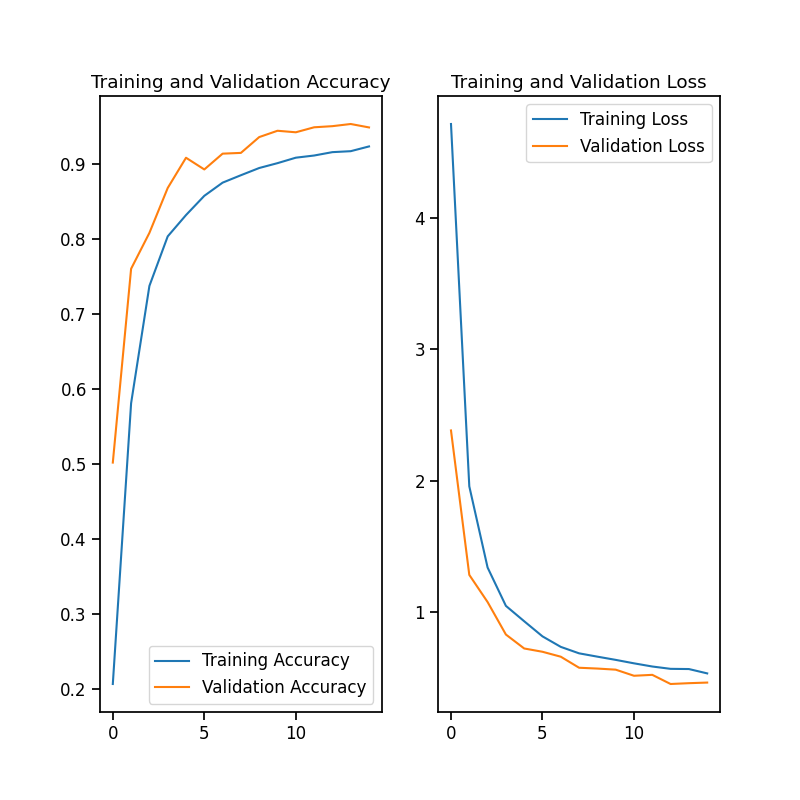 Training and Validation Accuracy
0.9
0.8
0.7
0.6
0.5
0.4
0.3
0.2
Training Accuracy
Validation Accuracy
0 5 10
Training and Validation Loss
Training Loss
Validation Loss
4
3
2
1
0 5 10